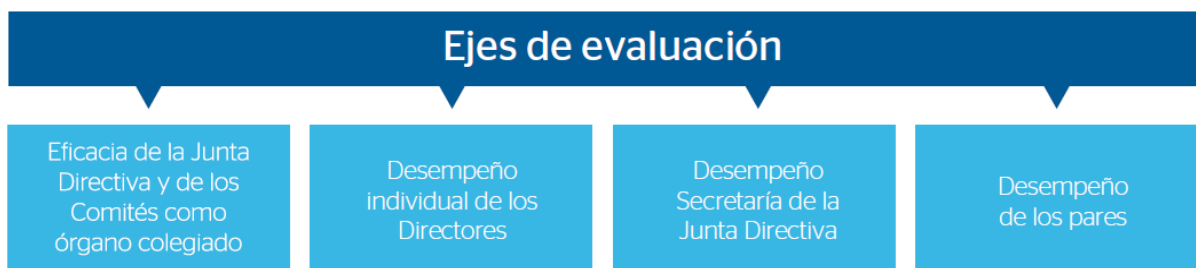 Ejes de evaluación
Eficacia de la Junta
Directiva y de los
Comités como
órgano colegiado
Desempeño
individual de los
Directores
Desempeño
Secretaría de la
Junta Directiva
Desempeño
de los pares